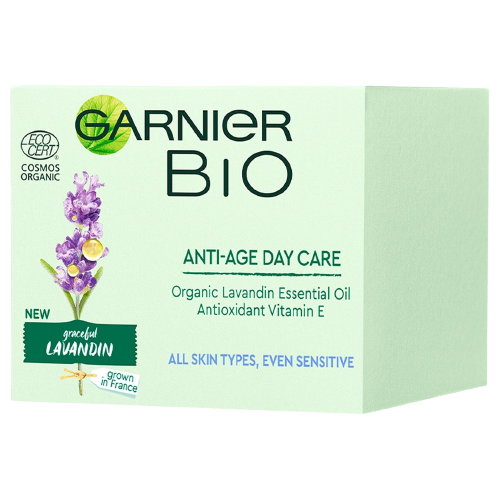 GARNIER
BIO
ECO
CERT
COSMOS
ORGANIC
ANTI-AGE DAY CARE
Organic Lavandin Essential Oil
Antioxidant Vitamin E
NEW
graceful
LAVANDIN
grown
in France
ALL SKIN TYPES, EVEN SENSITIVE